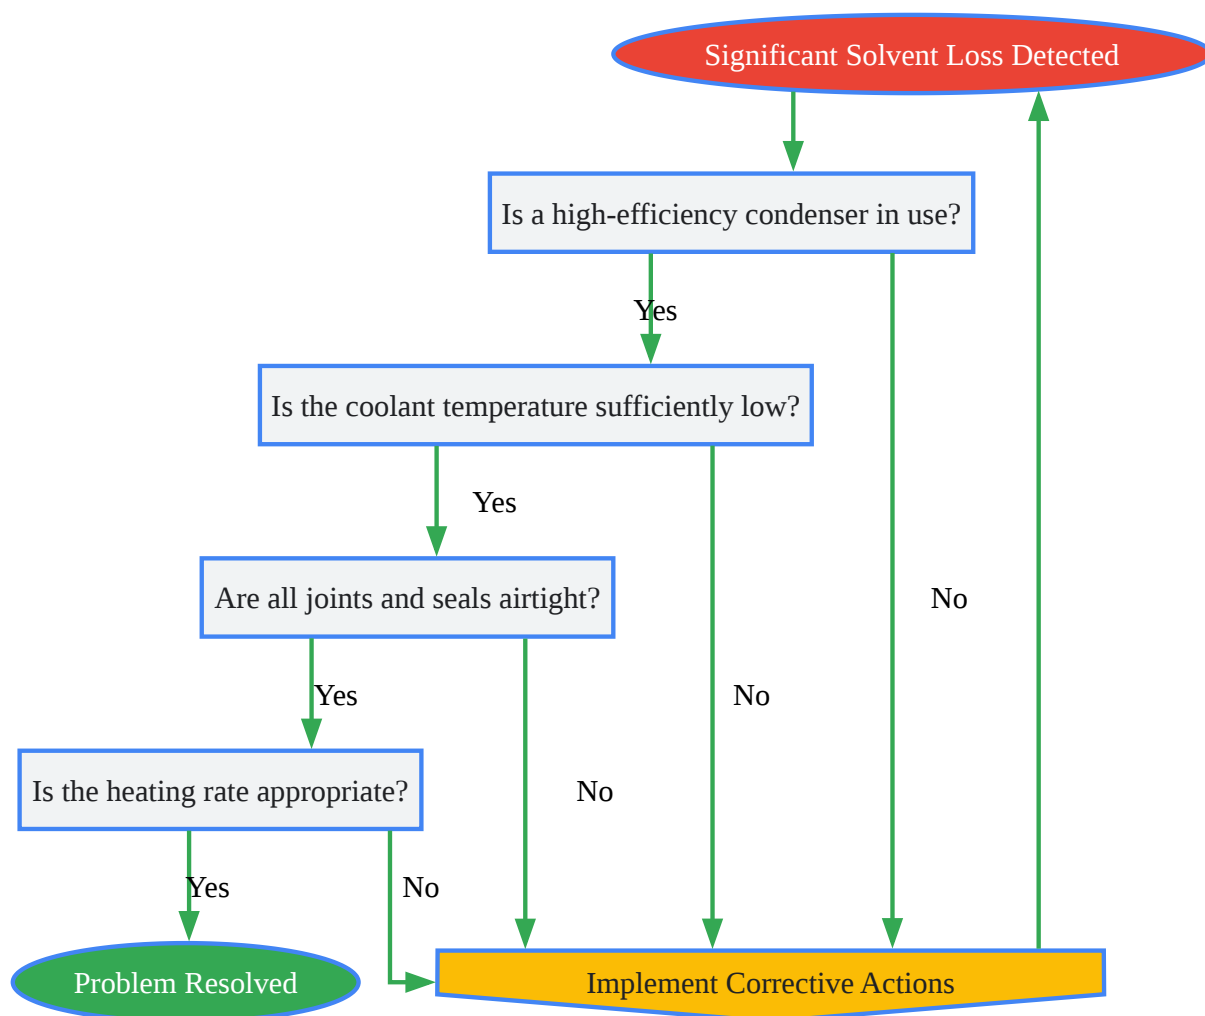 Significant Solvent Loss Detected
Is a high-efficiency condenser in use?
Yes
Is the coolant temperature sufficiently low?
Yes
Are all joints and seals airtight?
No
Yes
No
Is the heating rate appropriate?
No
Yes
No
Problem Resolved
Implement Corrective Actions